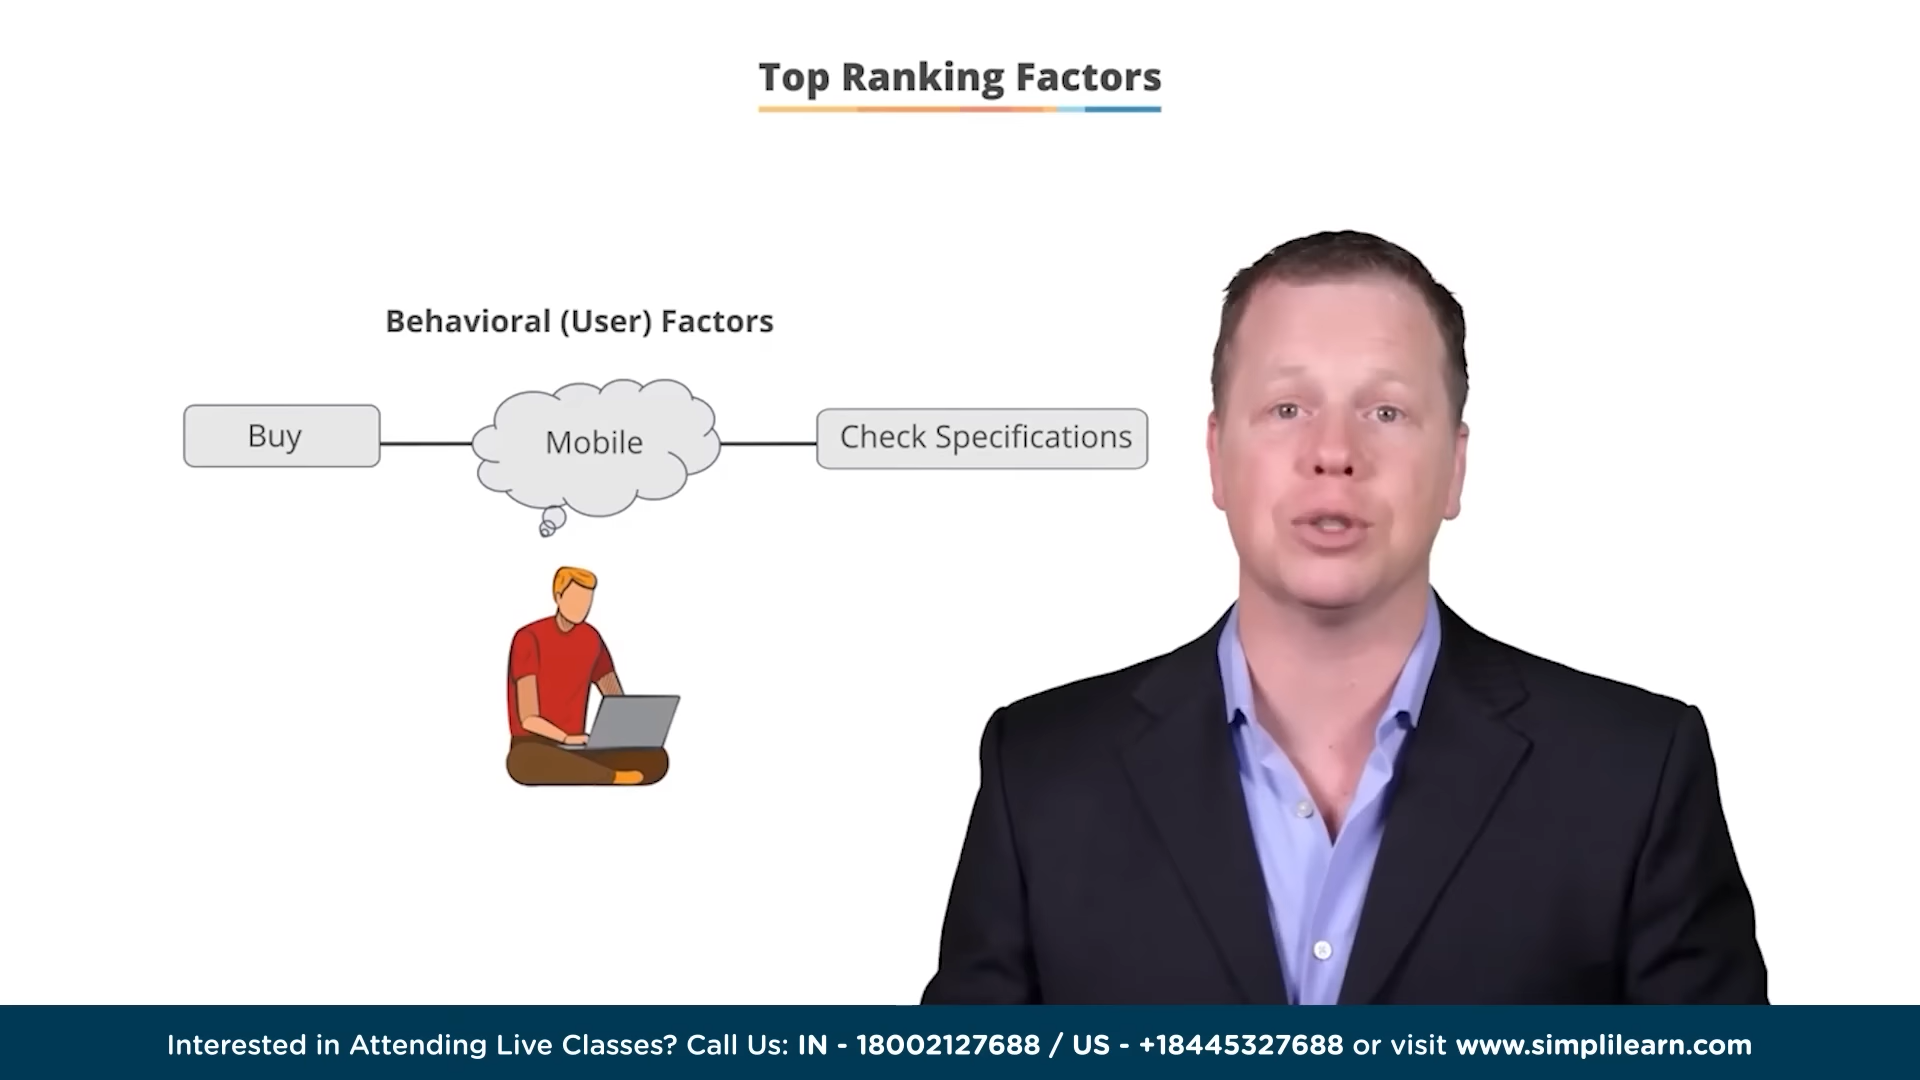 Top Ranking Factors
Behavioral (User) Factors
Buy
Mobile
Check Specifications
Interested in Attending Live Classes? Call Us: IN - 18002127688 / US - +18445327688 or visit www.simplilearn.com